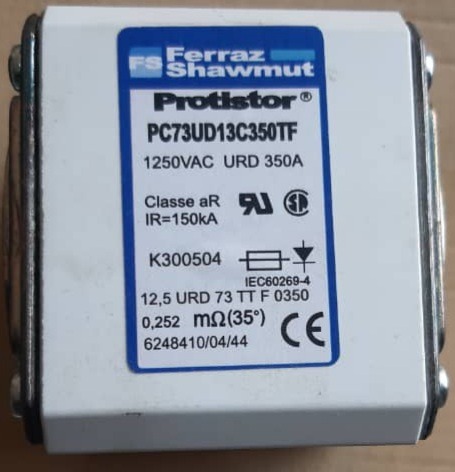 FS Ferraz
Shawmut
Protistor®
PC73UD13C350TF
1250VAC URD 350A
Classe aR
IR=150kA
K300504
IEC60269-4
12,5 URD 73 TT F 0350
0,252 mΩ(35°)
6248410/04/44
CE